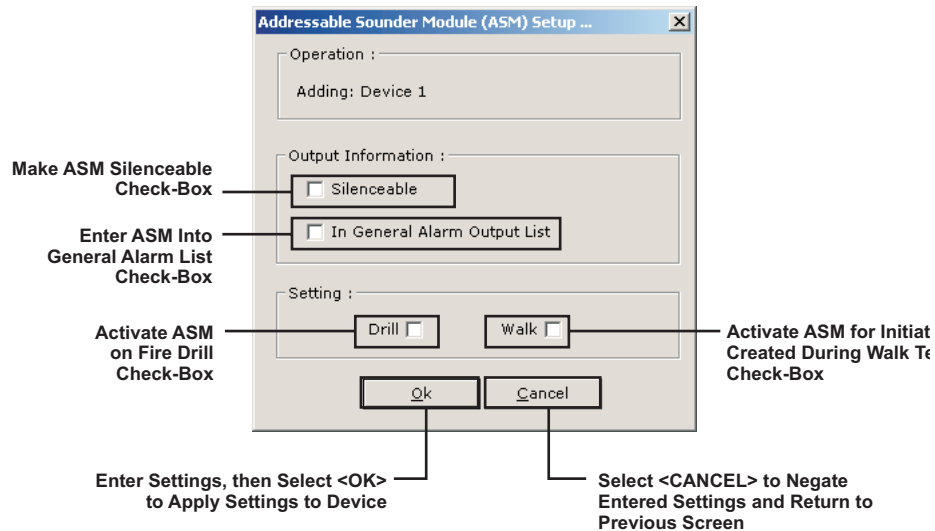 Addressable Sounder Module (ASM) Setup ...
Operation :
Adding: Device 1
Output Information :
Make ASM Silenceable
Check-Box
Silenceable
Enter ASM Into
General Alarm List
Check-Box
In General Alarm Output List
Setting :
Activate ASM
on Fire Drill
Check-Box
Drill
Walk
Activate ASM for Initiat
Created During Walk Te
Check-Box
Ok
Cancel
Enter Settings, then Select <OK>
to Apply Settings to Device
Select <CANCEL> to Negate
Entered Settings and Return to
Previous Screen